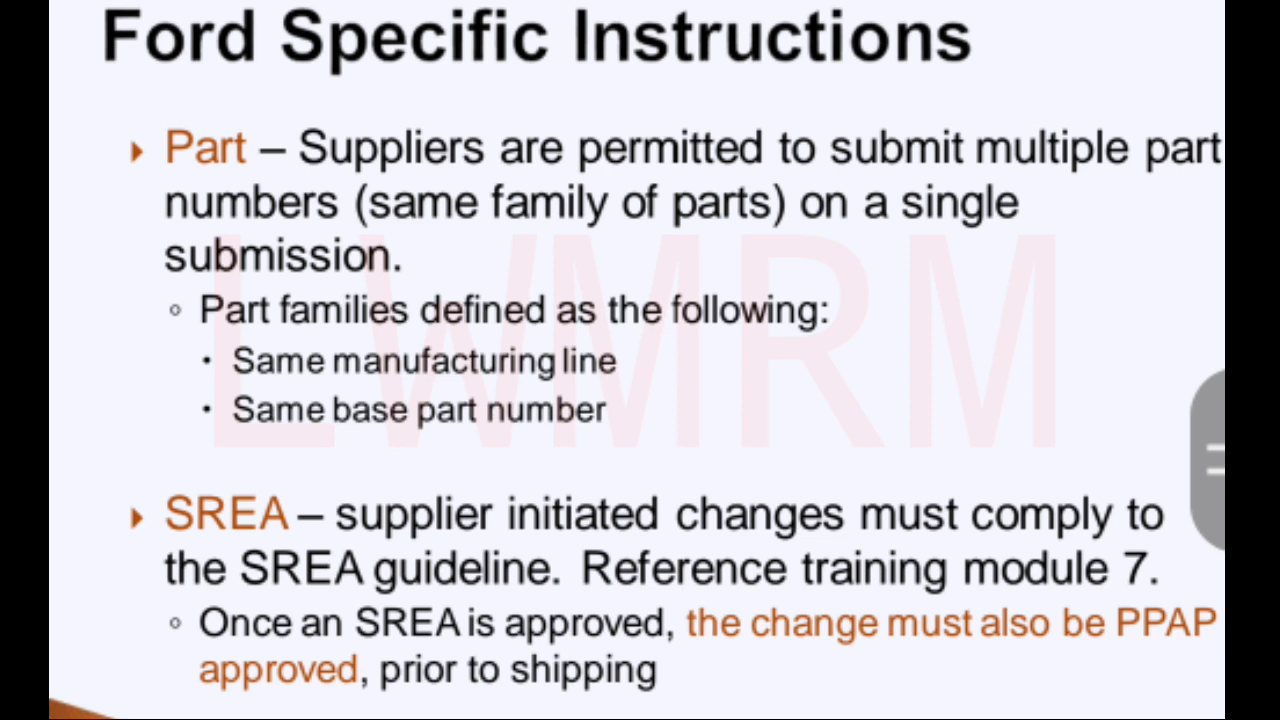 Ford Specific Instructions
Part – Suppliers are permitted to submit multiple part
numbers (same family of parts) on a single
submission.
Part families defined as the following:
Same manufacturing line
Same base part number
SREA – supplier initiated changes must comply to
the SREA guideline. Reference training module 7.
Once an SREA is approved, the change must also be PPAP
approved, prior to shipping
LWMRM